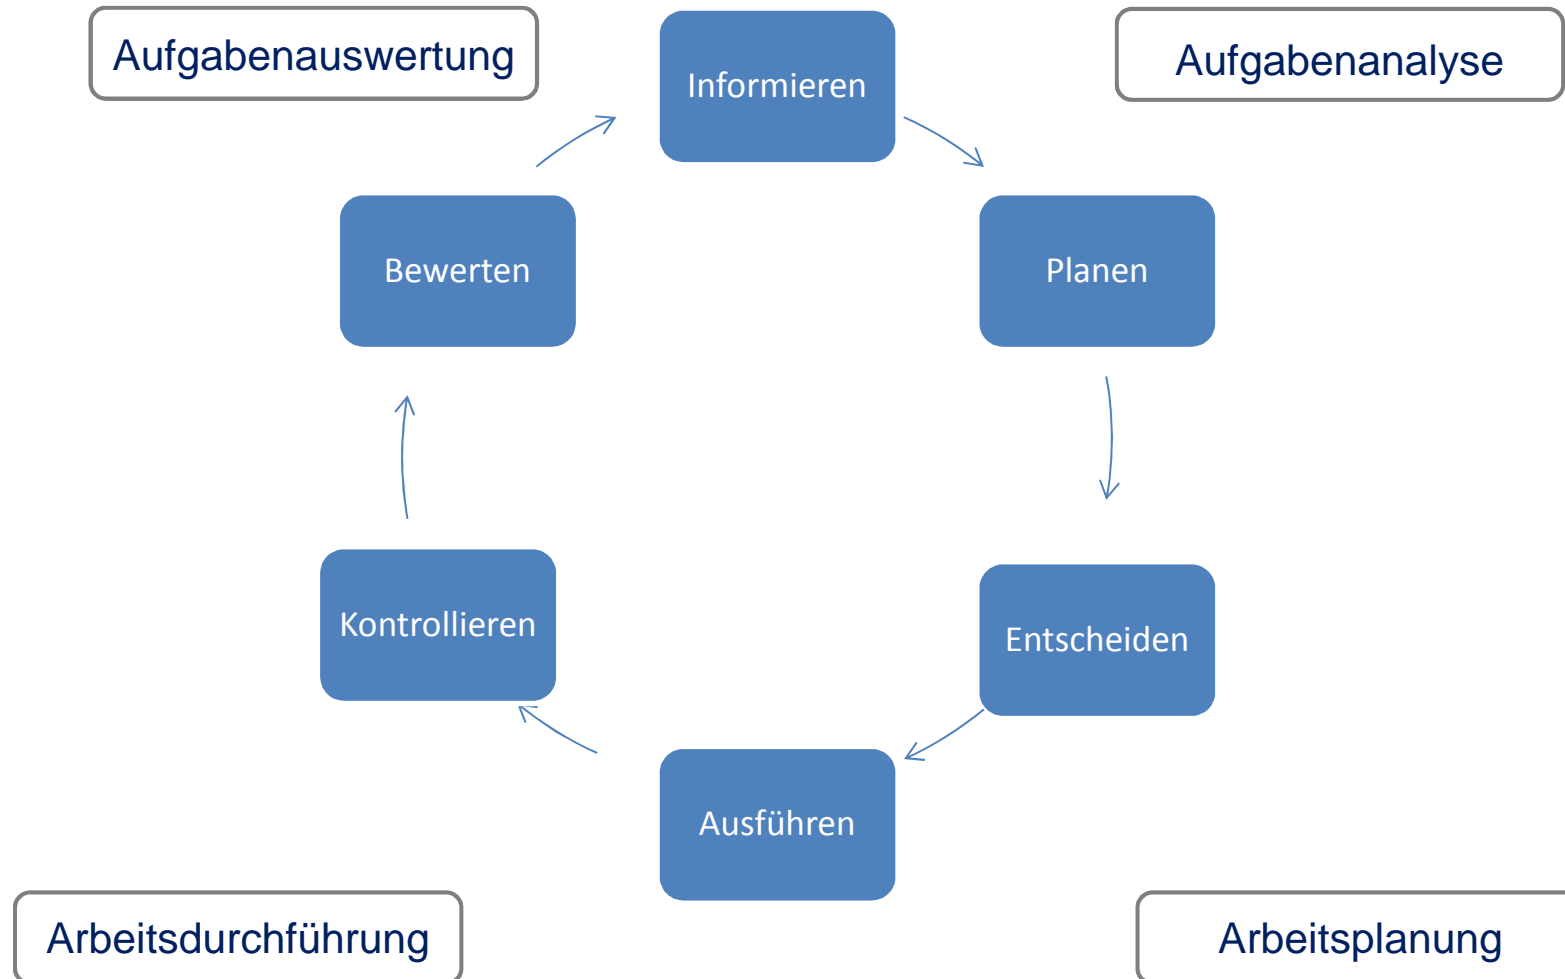 Aufgabenauswertung
Informieren
Aufgabenanalyse
Bewerten
Planen
Kontrollieren
Entscheiden
Ausführen
Arbeitsdurchführung
Arbeitsplanung